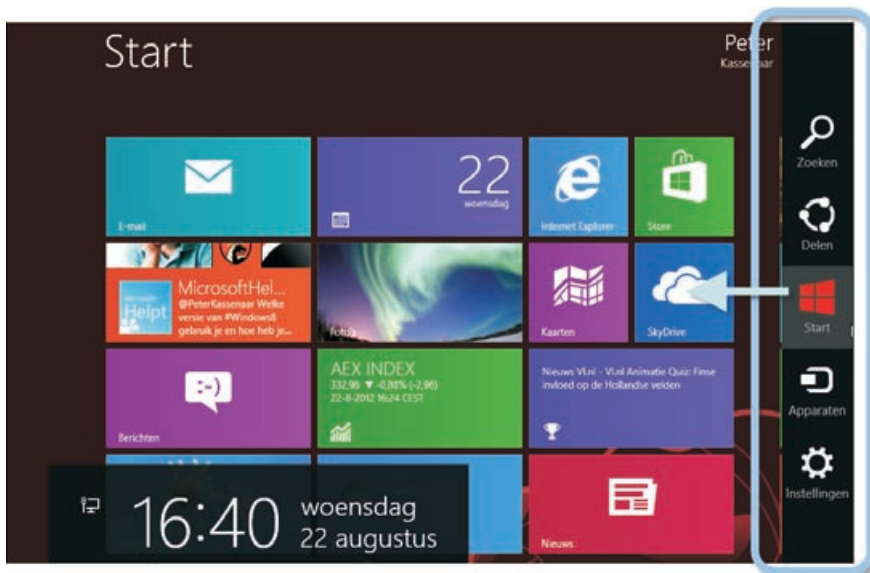 Start
Peter
Kassenaar
E-mail
22
woensdag
Internet Explorer
Store
Microsoft
Helpt
MicrosoftHel...
@PeterKassenaar Welke
versie van #Windows8
gebruik je en hoe heb je...
Foto's
Kaarten
SkyDrive
Berichten
AEX INDEX
332,96 ▼ -0,88% (-2,96)
22-8-2012 16:24 CEST
Nieuws VI.nl - VI.nl Animatie Quiz: Finse
invloed op de Hollandse velden
Nieuws
16:40
woensdag
22 augustus
Zoeken
Delen
Start
Apparaten
Instellingen